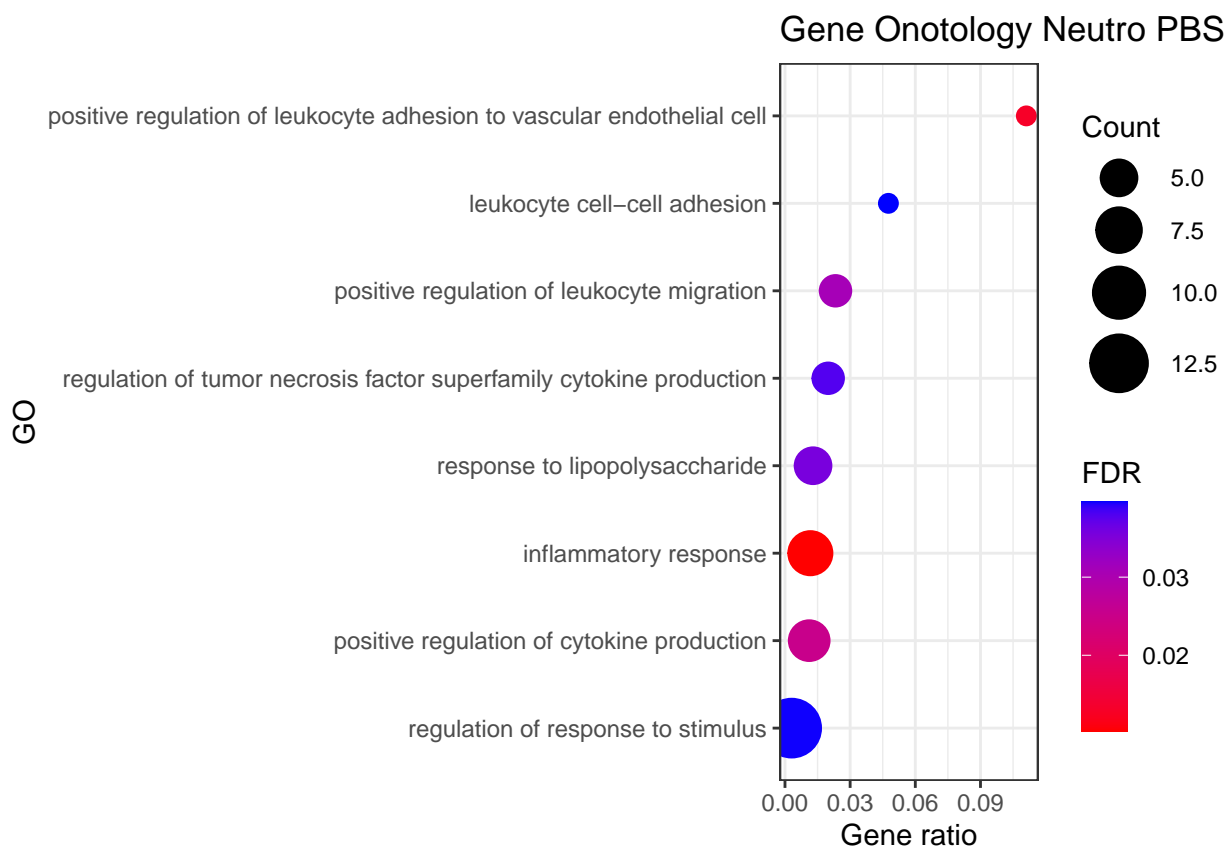 Gene Onotology Neutro PBS
GO
positive regulation of leukocyte adhesion to vascular endothelial cell
leukocyte cell−cell adhesion
positive regulation of leukocyte migration
regulation of tumor necrosis factor superfamily cytokine production
response to lipopolysaccharide
inflammatory response
positive regulation of cytokine production
regulation of response to stimulus
0.00 0.03 0.06 0.09
Gene ratio
Count
5.0
7.5
10.0
12.5
FDR
0.03
0.02